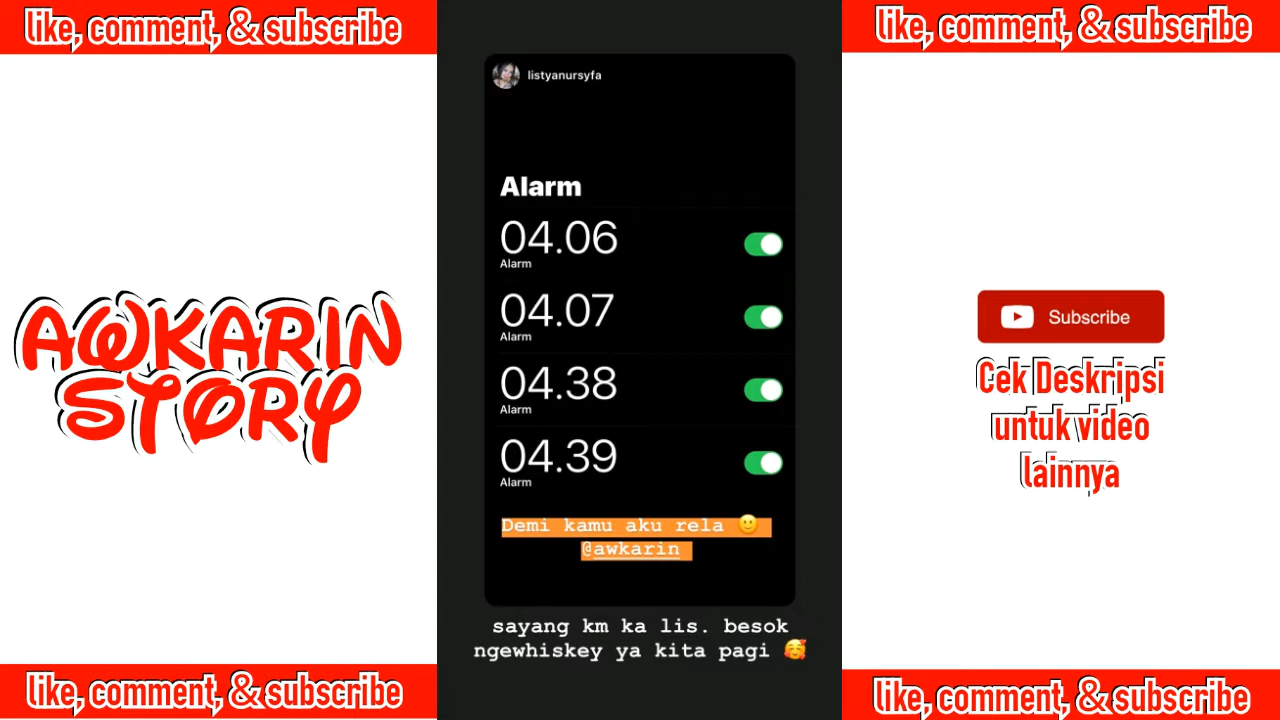 like, comment, & subscribe
like, comment, & subscribe
listyanursyfa
Alarm
04.06
Alarm
04.07
Alarm
04.38
Alarm
04.39
Alarm
Demi kamu aku rela 🙂
@awkarin
sayang km ka lis. besok
ngewhiskey ya kita pagi 🥰
AWKARIN
STORY
Subscribe
Cek Deskripsi
untuk video
lainnya
like, comment, & subscribe
like, comment, & subscribe